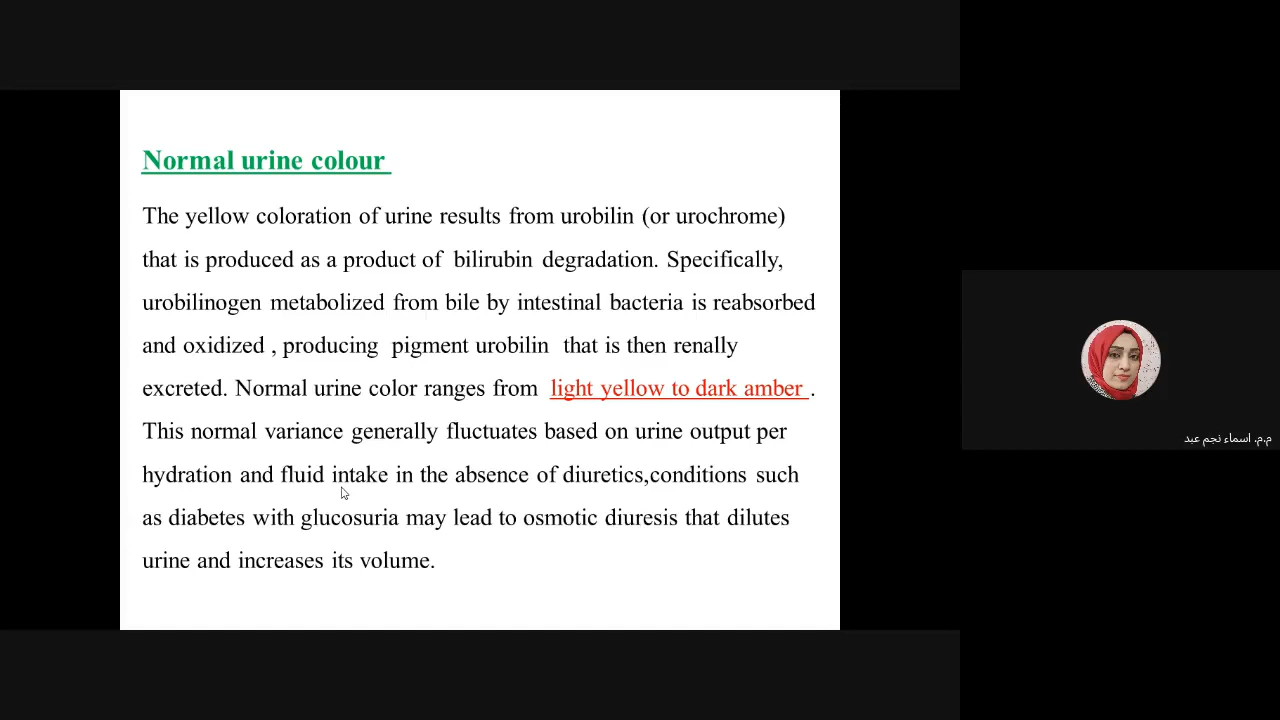 Normal urine colour
The yellow coloration of urine results from urobilin (or urochrome)
that is produced as a product of bilirubin degradation. Specifically,
urobilinogen metabolized from bile by intestinal bacteria is reabsorbed
and oxidized , producing pigment urobilin that is then renally
excreted. Normal urine color ranges from light yellow to dark amber .
This normal variance generally fluctuates based on urine output per
hydration and fluid intake in the absence of diuretics,conditions such
as diabetes with glucosuria may lead to osmotic diuresis that dilutes
urine and increases its volume.
م.م. اسماء نجم عبد